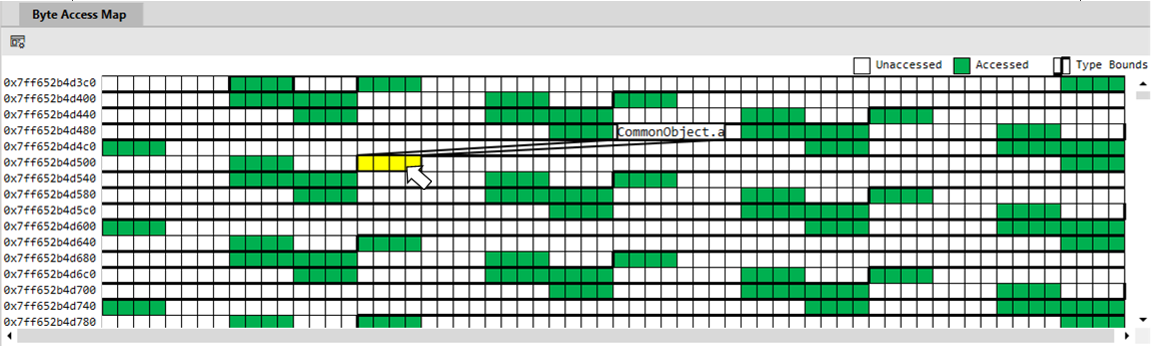 Byte Access Map
Unaccessed Accessed Type Bounds
0x7ff652b4d3c0
0x7ff652b4d400
0x7ff652b4d440
0x7ff652b4d480 CommonObject.a
0x7ff652b4d4c0
0x7ff652b4d500
0x7ff652b4d540
0x7ff652b4d580
0x7ff652b4d5c0
0x7ff652b4d600
0x7ff652b4d640
0x7ff652b4d680
0x7ff652b4d6c0
0x7ff652b4d700
0x7ff652b4d740
0x7ff652b4d780